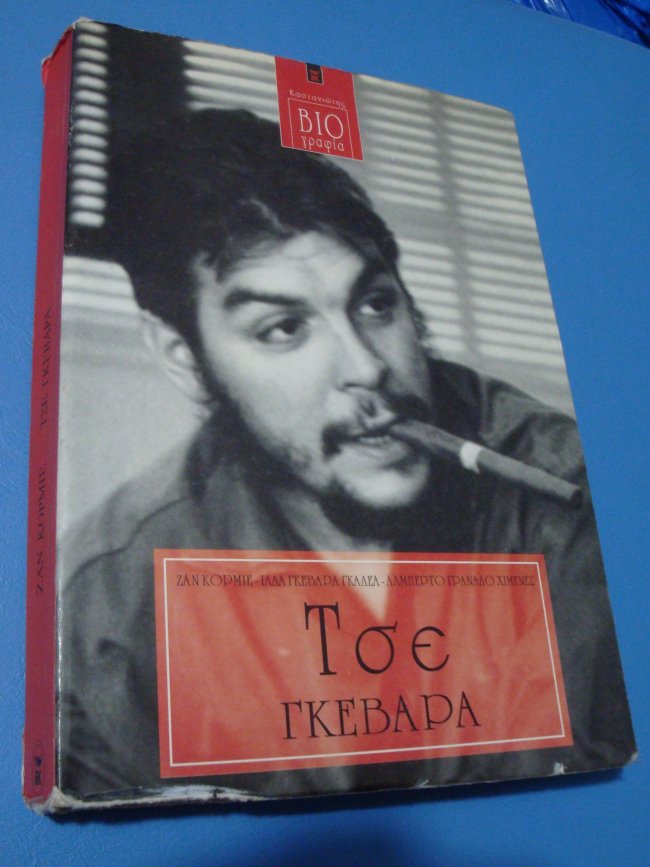 Καστανιώτης
ΒΙΟ
γραφία
ΖΑΝ ΚΟΡΜΙΕ - ΙΛΔΑ ΓΚΕΒΑΡΑ ΓΚΑΔΕΑ - ΑΛΜΠΕΡΤΟ ΓΡΑΝΑΔΟ ΧΙΜΕΝΕΣ
Τσε
ΓΚΕΒΑΡΑ
ΖΑΝ ΚΟΡΜΙΕ ΤΣΕ ΓΚΕΒΑΡΑ